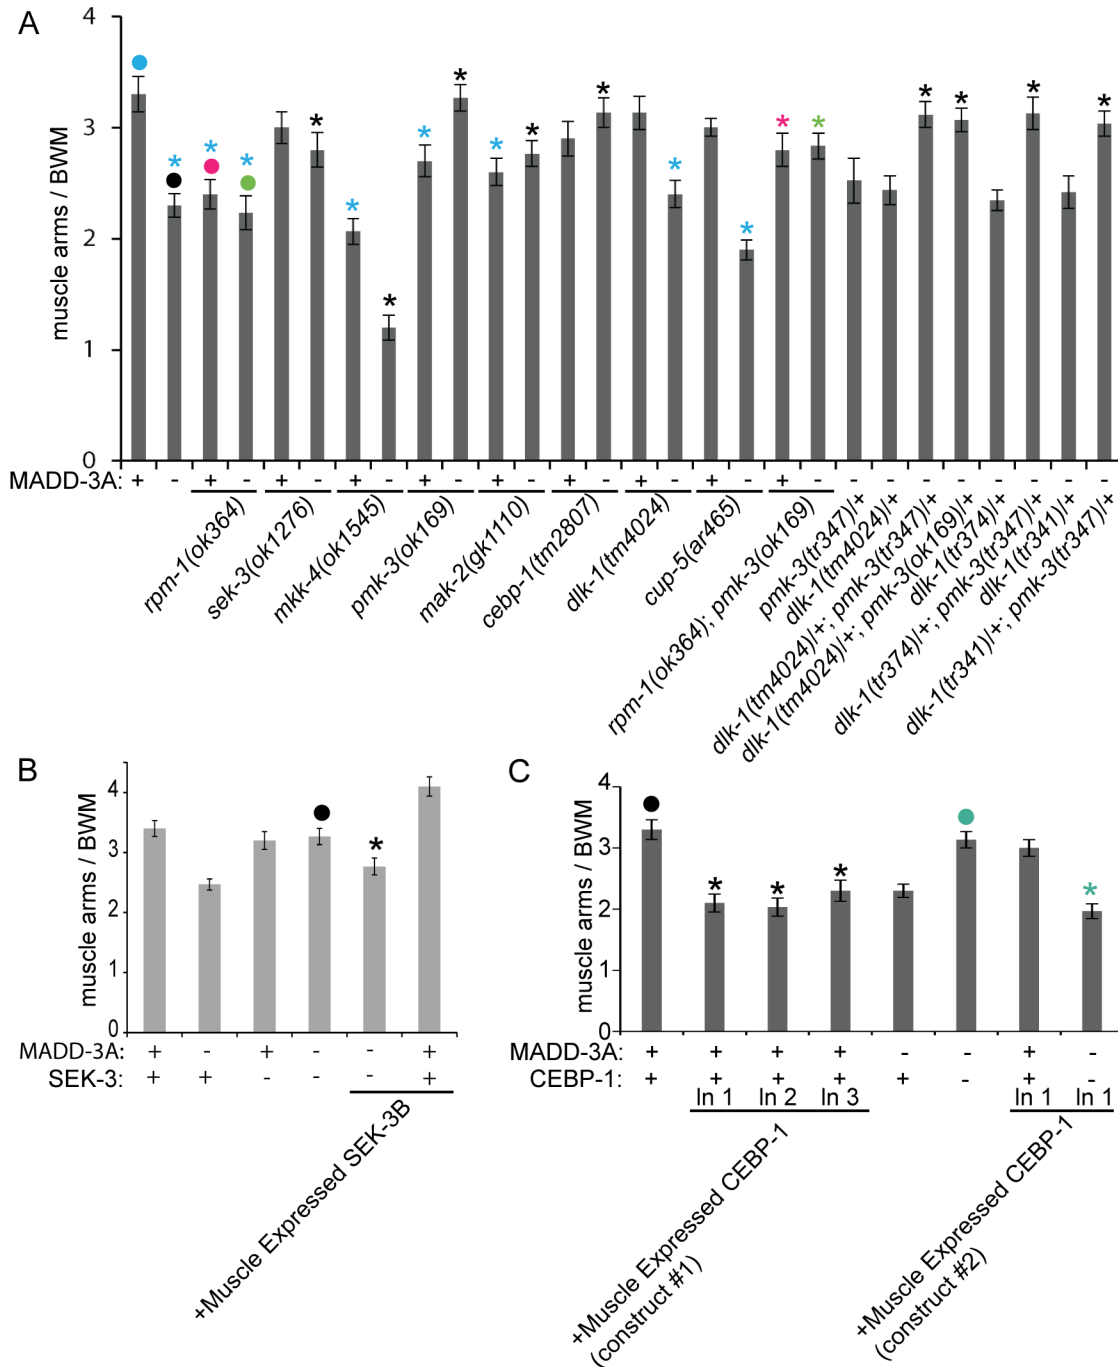 A
4
3
2
1
0
muscle arms / BWM
MADD-3A: + - + - + - + - + - + - + - + - + - + - - - - - - - - -
rpm-1(ok364)
sek-3(ok1276)
mkk-4(ok1545)
pmk-3(ok169)
mak-2(gk1110)
cebp-1(tm2807)
dlk-1(tm4024)
cup-5(ar465)
rpm-1(ok364); pmk-3(ok169)
pmk-3(tr347)/+
dlk-1(tm4024)/+
dlk-1(tm4024)/+; pmk-3(tr347)/+
dlk-1(tm4024)/+; pmk-3(ok169)/+
dlk-1(tr374)/+
dlk-1(tr374)/+; pmk-3(tr347)/+
dlk-1(tr341)/+
dlk-1(tr341)/+; pmk-3(tr347)/+
B
4
3
2
1
0
muscle arms / BWM
MADD-3A: + - + - - +
SEK-3: + + - - - +
+Muscle Expressed SEK-3B
C
4
3
2
1
0
muscle arms / BWM
MADD-3A: + + + + - - + -
CEBP-1: + + + + + - + -
ln 1 ln 2 ln 3 ln 1 ln 1
+Muscle Expressed CEBP-1
(construct #1)
+Muscle Expressed CEBP-1
(construct #2)